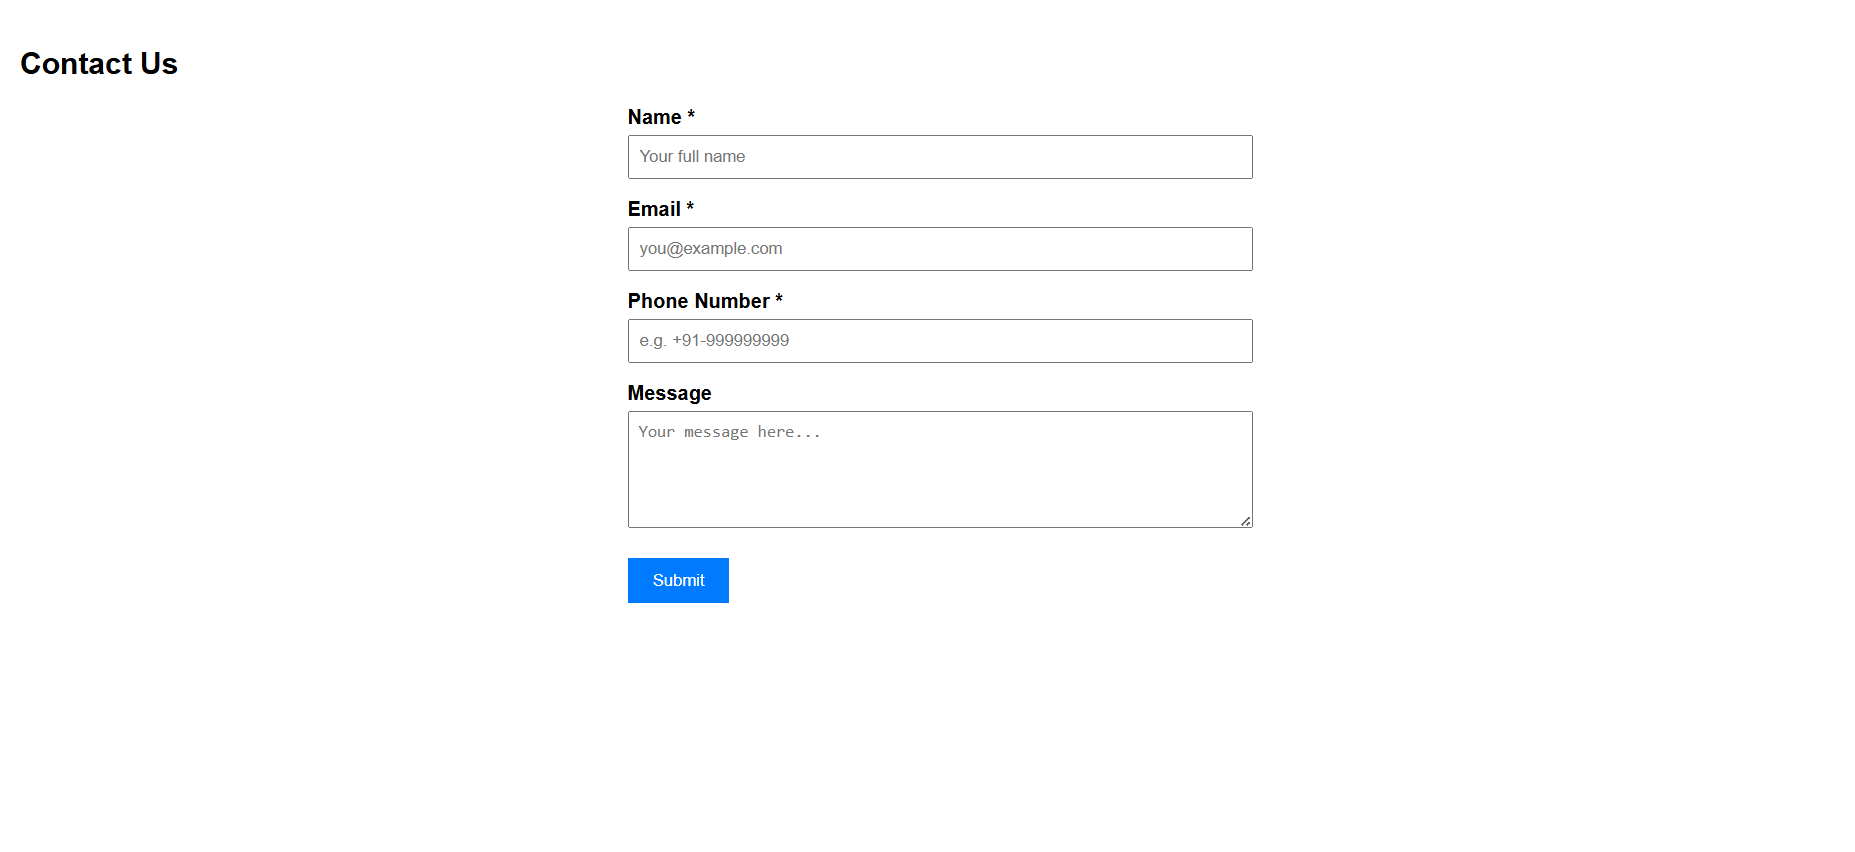 Contact Us
Name *
Your full name
Email *
you@example.com
Phone Number *
e.g. +91-999999999
Message
Your message here...
Submit